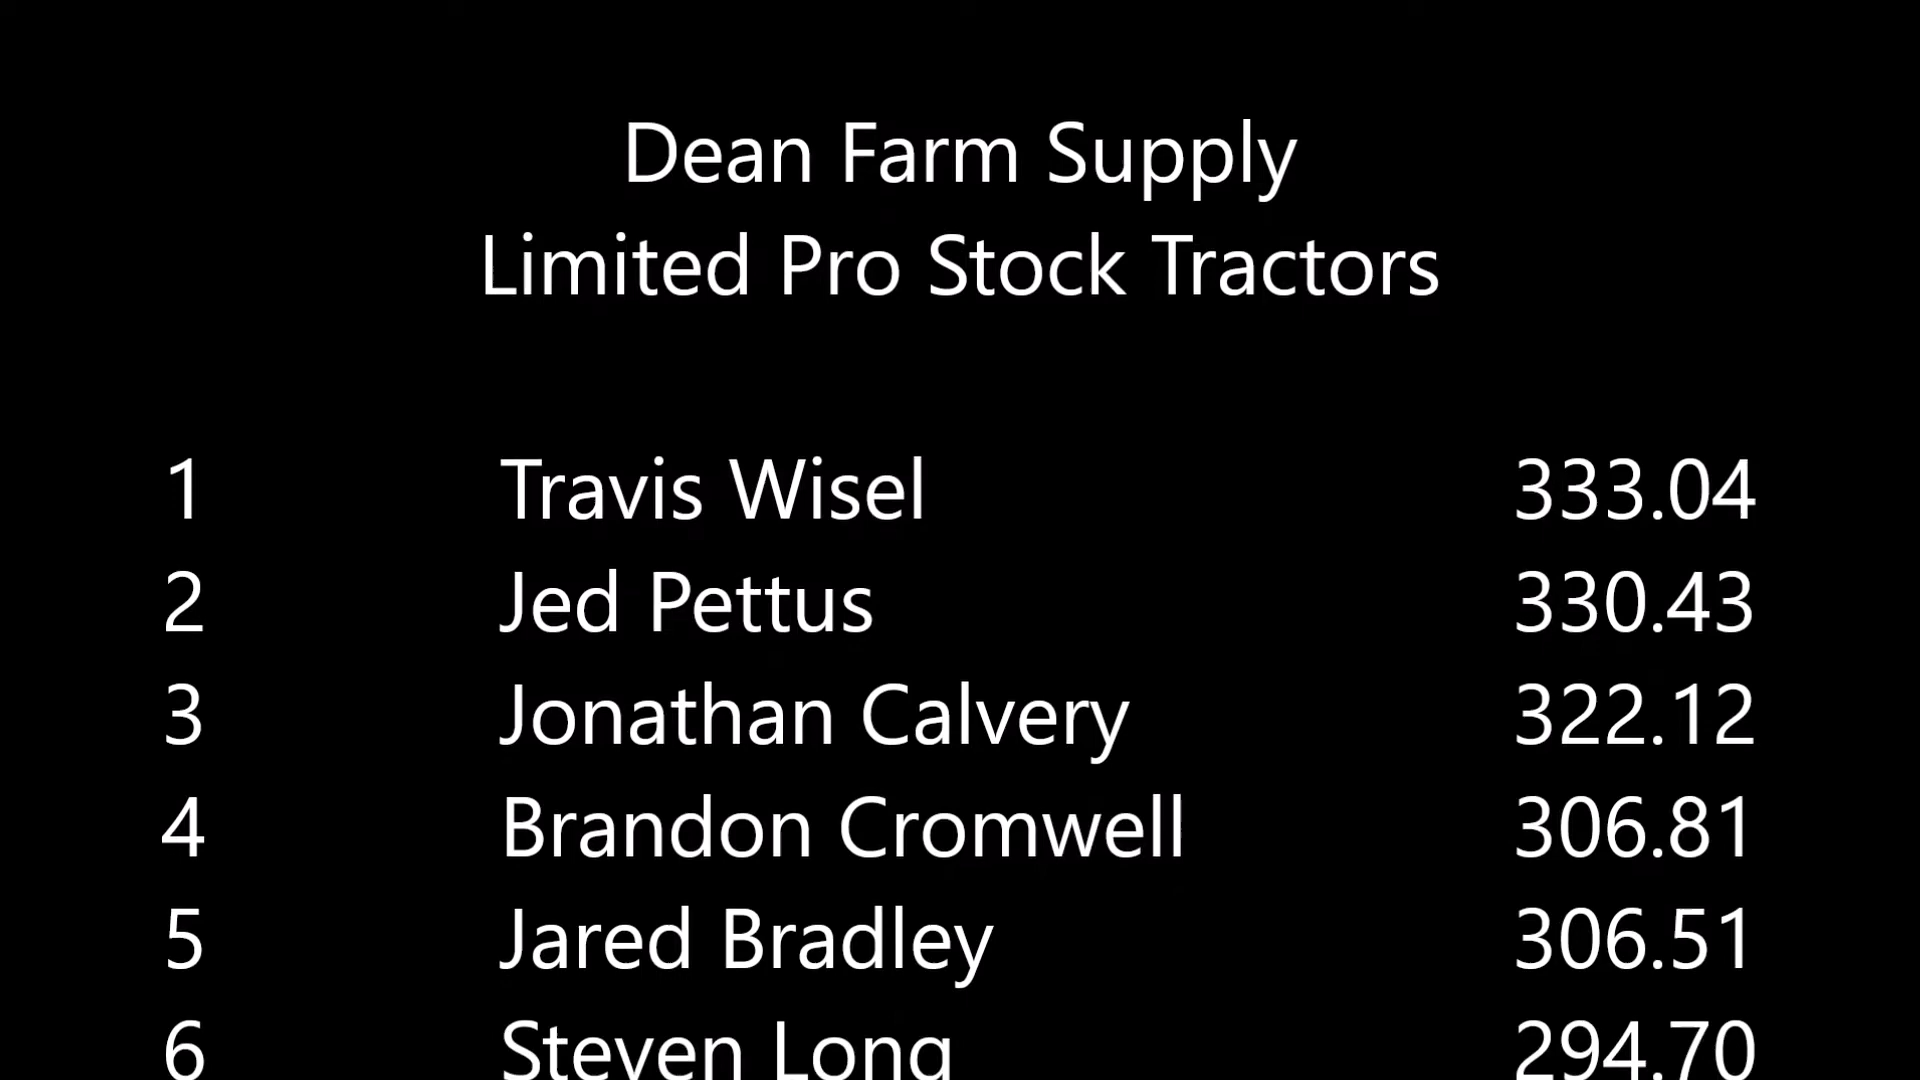 Dean Farm Supply
Limited Pro Stock Tractors
1 Travis Wisel 333.04
2 Jed Pettus 330.43
3 Jonathan Calvery 322.12
4 Brandon Cromwell 306.81
5 Jared Bradley 306.51
6 Steven Long 294.70